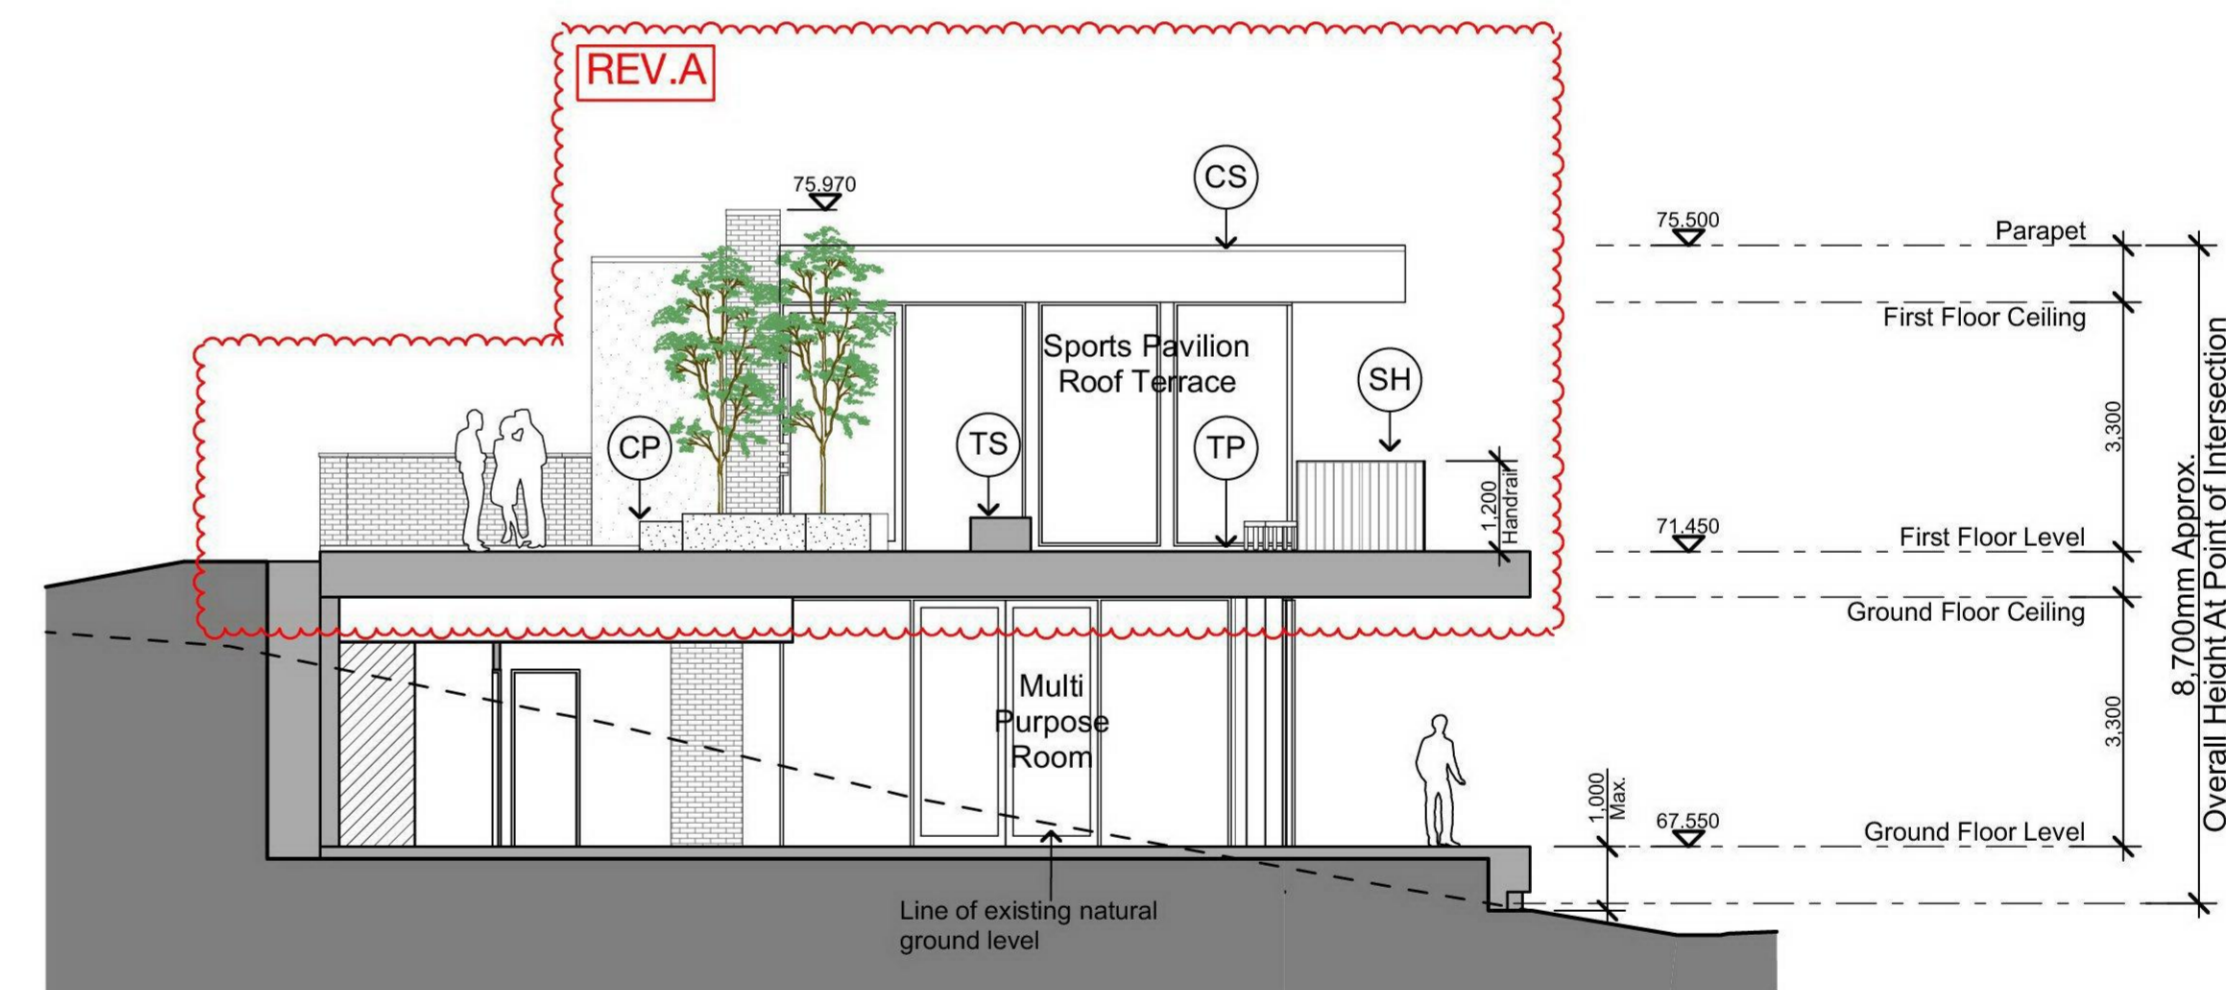 REV.A
75.970
CS
75.500
Parapet
First Floor Ceiling
Sports Pavilion
Roof Terrace
SH
CP
TS
TP
3,300
1,200
Handrail
71.450
First Floor Level
Ground Floor Ceiling
8,700mm Approx.
Overall Height At Point of Intersection
Multi
Purpose
Room
3,300
1,000
Max.
67.550
Ground Floor Level
Line of existing natural
ground level